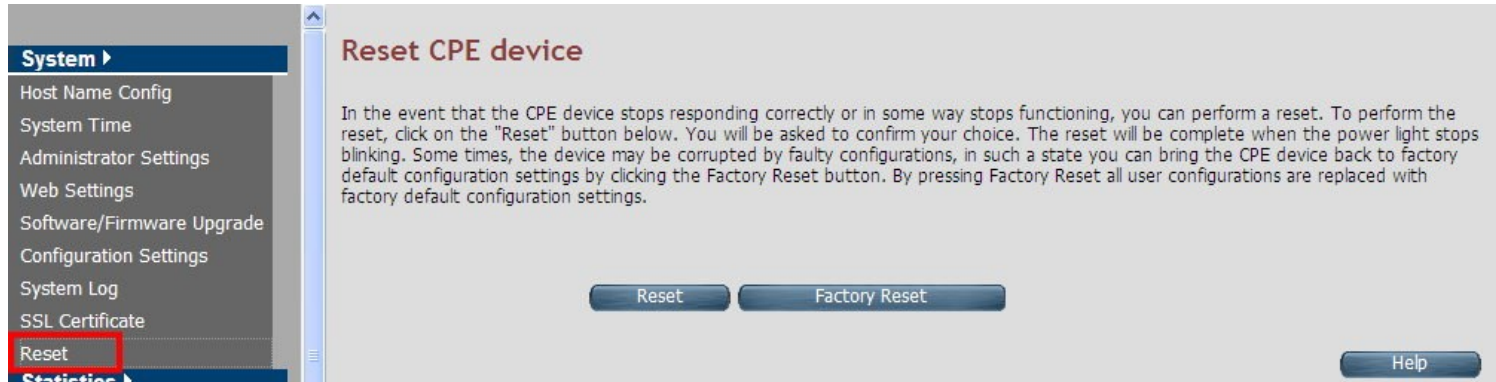 System
Host Name Config
System Time
Administrator Settings
Web Settings
Software/Firmware Upgrade
Configuration Settings
System Log
SSL Certificate
Reset
Statistics
Reset CPE device
In the event that the CPE device stops responding correctly or in some way stops functioning, you can perform a reset. To perform the
reset, click on the "Reset" button below. You will be asked to confirm your choice. The reset will be complete when the power light stops
blinking. Some times, the device may be corrupted by faulty configurations, in such a state you can bring the CPE device back to factory
default configuration settings by clicking the Factory Reset button. By pressing Factory Reset all user configurations are replaced with
factory default configuration settings.
Reset Factory Reset
Help